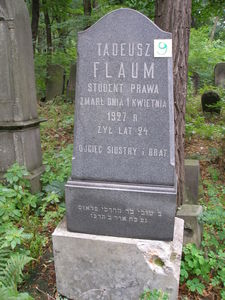 TADEUSZ
9
FLAUM
STUDENT PRAWA
ZMARŁ DNIA 1 KWIETNIA
1927 R
ŻYŁ LAT 24
OJCIEC SIOSTRY i BRAT